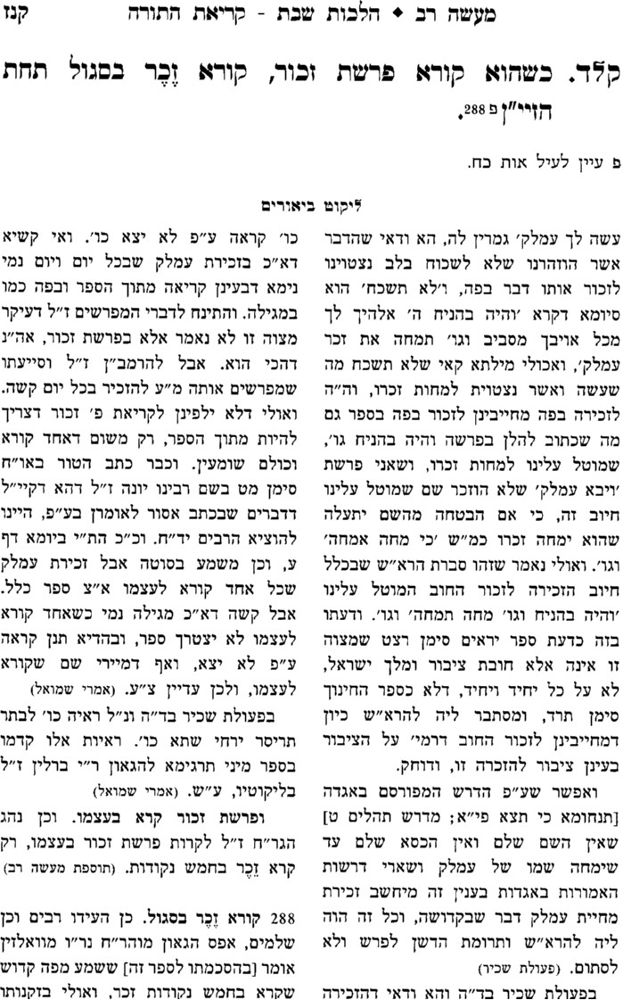 מעשה רב ◆ הלכות שבת - קריאת התורה קנז
קלד. כשהוא קורא פרשת זכור, קורא זֶכֶר בסגול תחת
הזיי״ןפ288.
פ עיין לעיל אות כח.
ליקוט ביאורים
עשה לך עמלק׳ גמרין לה, הא ודאי שהדבר
אשר הוזהרנו שלא לשכוח בלב נצטוינו
לזכור אותו דבר בפה, ו׳לא תשכח׳ הוא
סיומא דקרא ׳והיה בהניח ה׳ אלהיך לך
מכל אויבך מסביב וגו׳ תמחה את זכר
עמלק׳, ואכולי מילתא קאי שלא תשכח מה
שעשה ואשר נצטוית למחות זכרו, וה״ה
לזכירה בפה מחייבינן לזכור בפה בספר גם
מה שכתוב להלן בפרשה והיה בהניח גו׳,
שמוטל עלינו למחות זכרו, ושאני פרשת
׳ויבא עמלק׳ שלא הוזכר שם שמוטל עלינו
חיוב זה, כי אם הבטחה מהשם יתעלה
שהוא ימחה זכרו כמ״ש ׳כי מחה אמחה׳
וגו׳. ואולי נאמר שזהו סברת הרא״ש שבכלל
חיוב הזכירה לזכור החוב המוטל עלינו
׳והיה בהניח וגו׳ מחה תמחה׳ וגו׳. ודעתו
בזה כדעת ספר יראים סימן רצט שמצוה
זו אינה אלא חובת ציבור ומלך ישראל,
לא על כל יחיד ויחיד, דלא כספר החינוך
סימן תרד, ומסתבר ליה להרא״ש כיון
דמחייבינן לזכור החוב דרמי׳ על הציבור
בעינן ציבור להזכרה זו, ודוחק.
ואפשר שע״פ הדרש המפורסם באגדה
[תנחומא כי תצא פי״א; מדרש תהלים ט]
שאין השם שלם ואין הכסא שלם עד
שימחה שמו של עמלק ושארי דרשות
האמורות באגדות בענין זה מיחשב זכירת
מחיית עמלק דבר שבקדושה, וכל זה הוה
ליה להרא״ש ותרומת הדשן לפרש ולא
לסתום. (פעולת שכיר)
בפעולת שכיר בד״ה והא ודאי דהזכירה
כו׳ קראה ע״פ לא יצא כו׳. ואי קשיא
דא״כ בזכירת עמלק שבכל יום ויום נמי
נימא דבעינן קריאה מתוך הספר ובפה כמו
במגילה. והתינח לדברי המפרשים ז״ל דעיקר
מצוה זו לא נאמר אלא בפרשת זכור, אה״נ
דהכי הוא. אבל להרמב״ן ז״ל וסייעתו
שמפרשים אותה מ״ע להזכיר בכל יום קשה.
ואולי דלא ילפינן לקריאת פ׳ זכור דצריך
להיות מתוך הספר, רק משום דאחד קורא
וכולם שומעין. וכבר כתב הטור באו״ח
סימן מט בשם רבינו יונה ז״ל דהא דקיי״ל
דדברים שבכתב אסור לאומרן בע״פ, היינו
להוציא הרבים יד״ח. וכ״כ הת״י ביומא דף
ע, וכן משמע בסוטה אבל זכירת עמלק
שכל אחד קורא לעצמו א״צ ספר כלל.
אבל קשה דא״כ מגילה נמי כשאחד קורא
לעצמו לא יצטרך ספר, ובהדיא תנן קראה
ע״פ לא יצא, ואף דמיירי שם שקורא
לעצמו, ולכן עדיין צ״ע. (אמרי שמואל)
בפעולת שכיר בד״ה ונ״ל ראיה כו׳ לבתר
תריסר ירחי שתא כו׳. ראיות אלו קדמו
בספר מיני תרגימא להגאון ר״י ברלין ז״ל
בליקוטיו, ע״ש. (אמרי שמואל)
ופרשת זכור קרא בעצמו. וכן נהג
הגר״ח ז״ל לקרות פרשת זכור בעצמו, רק
קרא זֵכֶר בחמש נקודות. (תוספת מעשה רב)
288 קורא זֶכֶר בסגול. כן העידו רבים וכן
שלמים, אפס הגאון מוהר״ח נר״ו מוואלזין
אומר [בהסכמתו לספר זה] ששמע מפה קדוש
שקרא בחמש נקודות זכר, ואולי בזקנותו